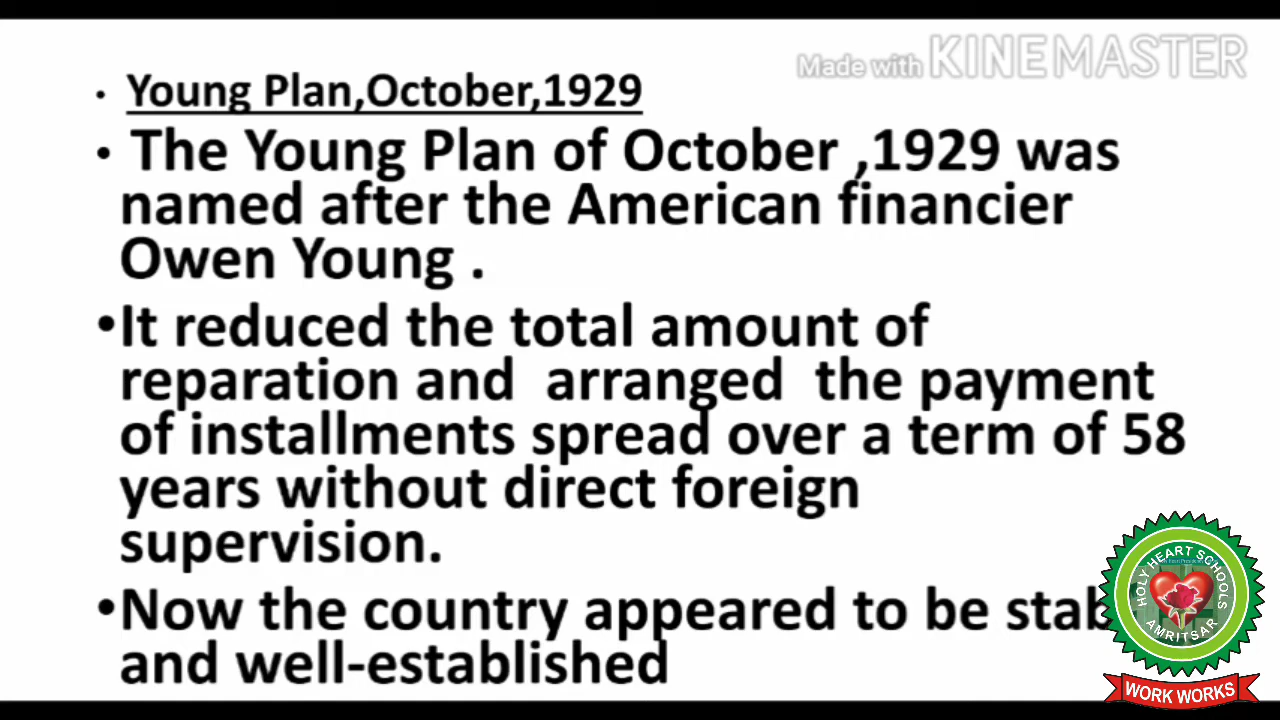 Made with KINEMASTER
• Young Plan,October,1929
• The Young Plan of October ,1929 was
named after the American financier
Owen Young .
•It reduced the total amount of
reparation and arranged the payment
of installments spread over a term of 58
years without direct foreign
supervision.
•Now the country appeared to be stab
and well-established
HOLY HEART SCHOOLS
AMRITSAR
WORK WORKS